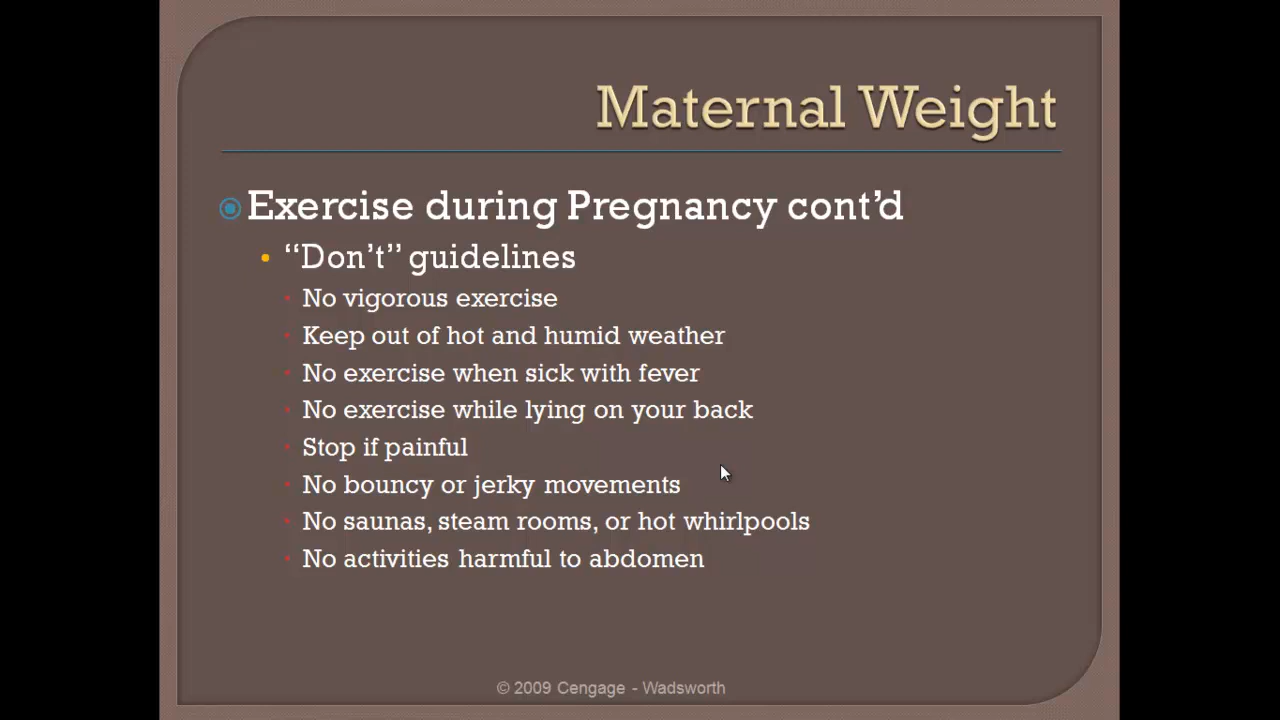 Maternal Weight
Exercise during Pregnancy cont’d
“Don’t” guidelines
No vigorous exercise
Keep out of hot and humid weather
No exercise when sick with fever
No exercise while lying on your back
Stop if painful
No bouncy or jerky movements
No saunas, steam rooms, or hot whirlpools
No activities harmful to abdomen
© 2009 Cengage - Wadsworth